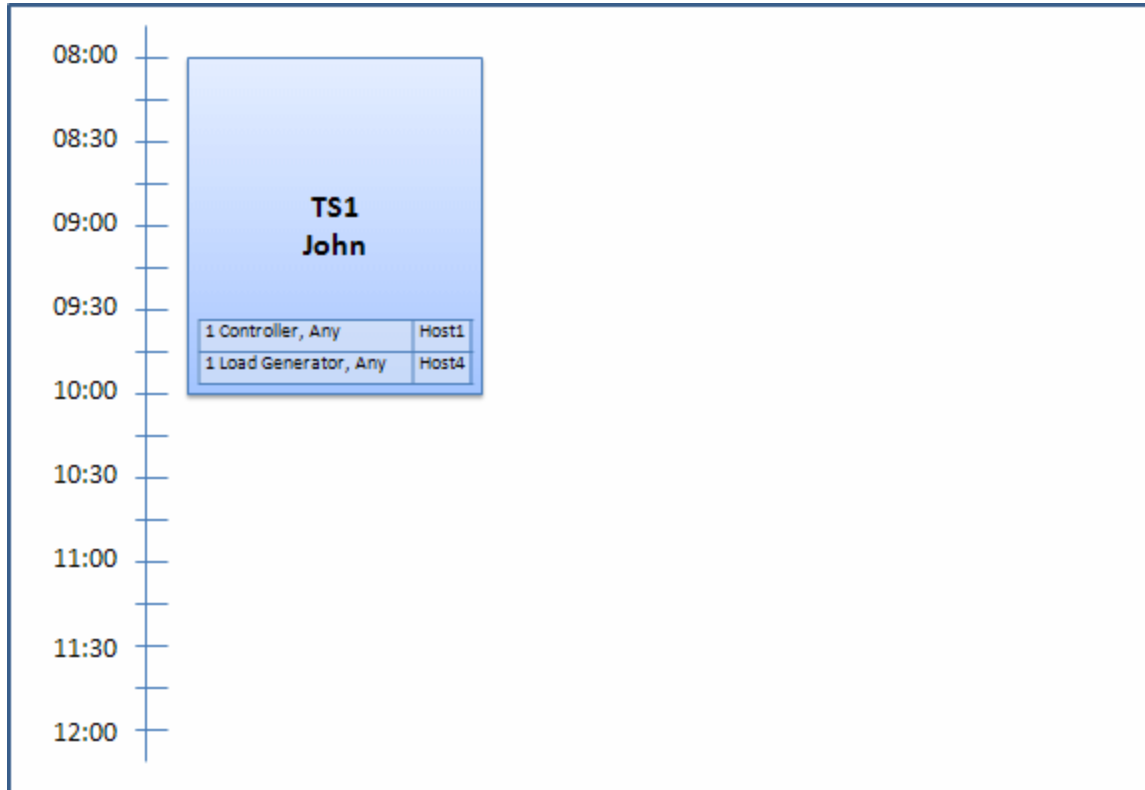 08:00
08:30
09:00
09:30
10:00
10:30
11:00
11:30
12:00
TS1
John
1 Controller, Any Host1
1 Load Generator, Any Host4